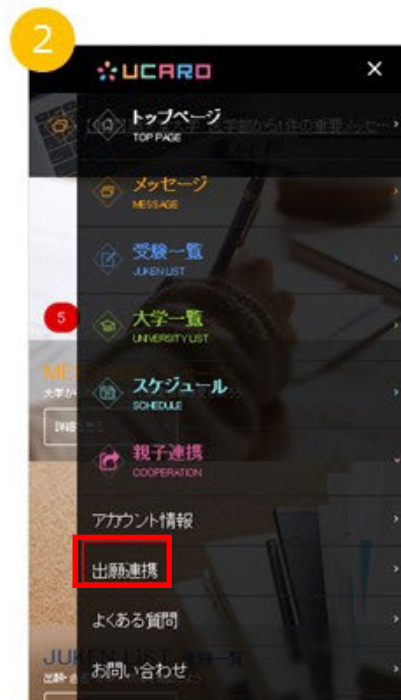 2
UCARO
×
トップページ
TOP PAGE
メッセージ
MESSAGE
受験一覧
JUKEN LIST
5
大学一覧
UNIVERSITY LIST
スケジュール
SCHEDULE
親子連携
COOPERATION
アカウント情報
出願連携
よくある質問
お問い合わせ